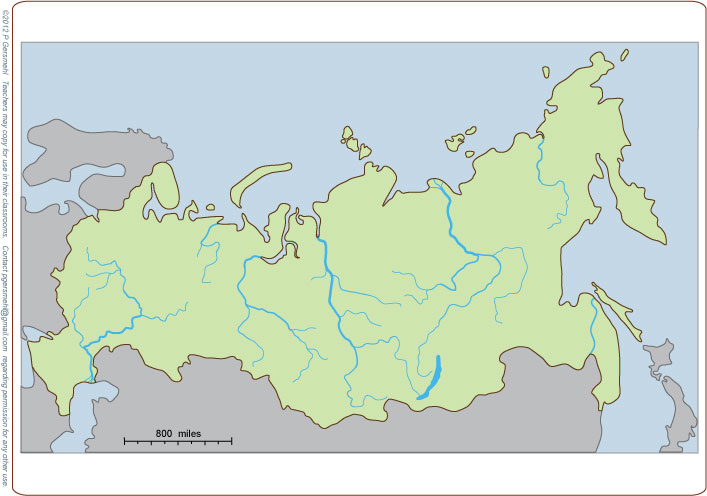 ©2012 P Gersmehl   Teachers may copy for use in their classrooms.   Contact pgersmehl@gmail.com  regarding permission for any other use.
800 miles